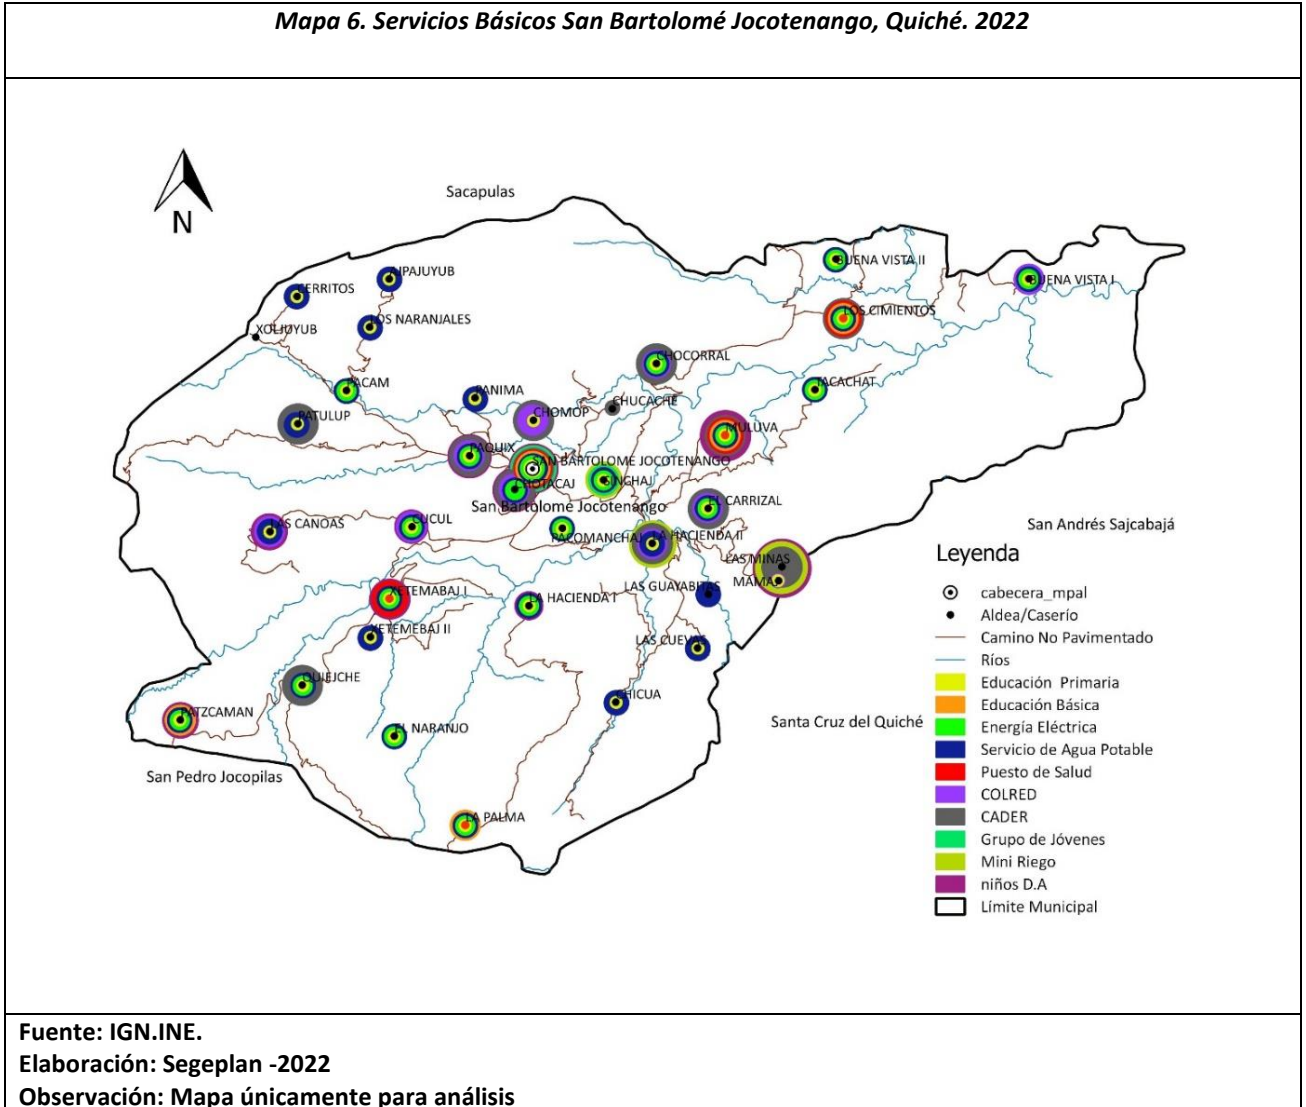 Mapa 6. Servicios Básicos San Bartolomé Jocotenango, Quiché. 2022
Sacapulas
N
BUENA VISTA II
AJPAJUYUB
BUENA VISTA I
CERRITOS
LOS CIMIENTOS
LOS NARANJALES
XOLJUYUB
CHOCORRAL
PACAM
TACACHAT
PANIMA
CHUCACHE
CHOMOP
PATULUP
MULUVA
PAQUIX
SAN BARTOLOME JOCOTENANGO
CHOTACAJ
SINCHAJ
EL CARRIZAL
San Bartolome Jocotenango
LAS CANOAS
CUCUL
San Andrés Sajcabajá
PACOMANCHAJ
LA HACIENDA II
LAS MINAS
MAMAJ
LAS GUAYABITAS
XETEMABAJ I
LA HACIENDA I
XETEMEBAJ II
LAS CUEVAS
QUIEJCHE
CHICUA
PATZCAMAN
Santa Cruz del Quiché
EL NARANJO
San Pedro Jocopilas
LA PALMA
Leyenda
cabecera_mpal
Aldea/Caserío
Camino No Pavimentado
Ríos
Educación Primaria
Educación Básica
Energía Eléctrica
Servicio de Agua Potable
Puesto de Salud
COLRED
CADER
Grupo de Jóvenes
Mini Riego
niños D.A
Límite Municipal
Fuente: IGN.INE.
Elaboración: Segeplan -2022
Observación: Mapa únicamente para análisis